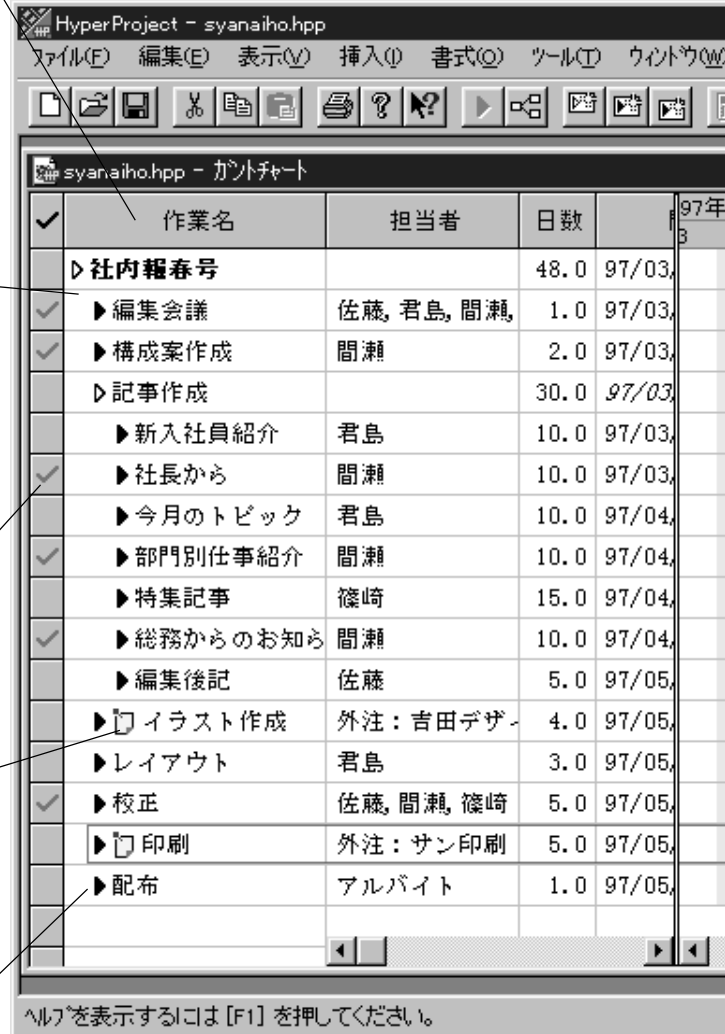 HyperProject - syanaiho.hpp
ﾌｧｲﾙ(F) 編集(E) 表示(V) 挿入(I) 書式(O) ﾂｰﾙ(T) ｳｨﾝﾄﾞｳ(W)
syanaiho.hpp - ｶﾞﾝﾄﾁｬｰﾄ
作業名 担当者 日数 97年
3
社内報春号 48.0 97/03/
編集会議 佐藤, 君島, 間瀬, 1.0 97/03/
構成案作成 間瀬 2.0 97/03/
記事作成 30.0 97/03/
新入社員紹介 君島 10.0 97/03/
社長から 間瀬 10.0 97/03/
今月のトピック 君島 10.0 97/04/
部門別仕事紹介 間瀬 10.0 97/04/
特集記事 篠崎 15.0 97/04/
総務からのお知ら 間瀬 10.0 97/04/
編集後記 佐藤 5.0 97/05/
イラスト作成 外注：吉田デザイ 4.0 97/05/
レイアウト 君島 3.0 97/05/
校正 佐藤, 間瀬, 篠崎 5.0 97/05/
印刷 外注：サン印刷 5.0 97/05/
配布 アルバイト 1.0 97/05/
ﾍﾙﾌﾟを表示するには [F1] を押してください。